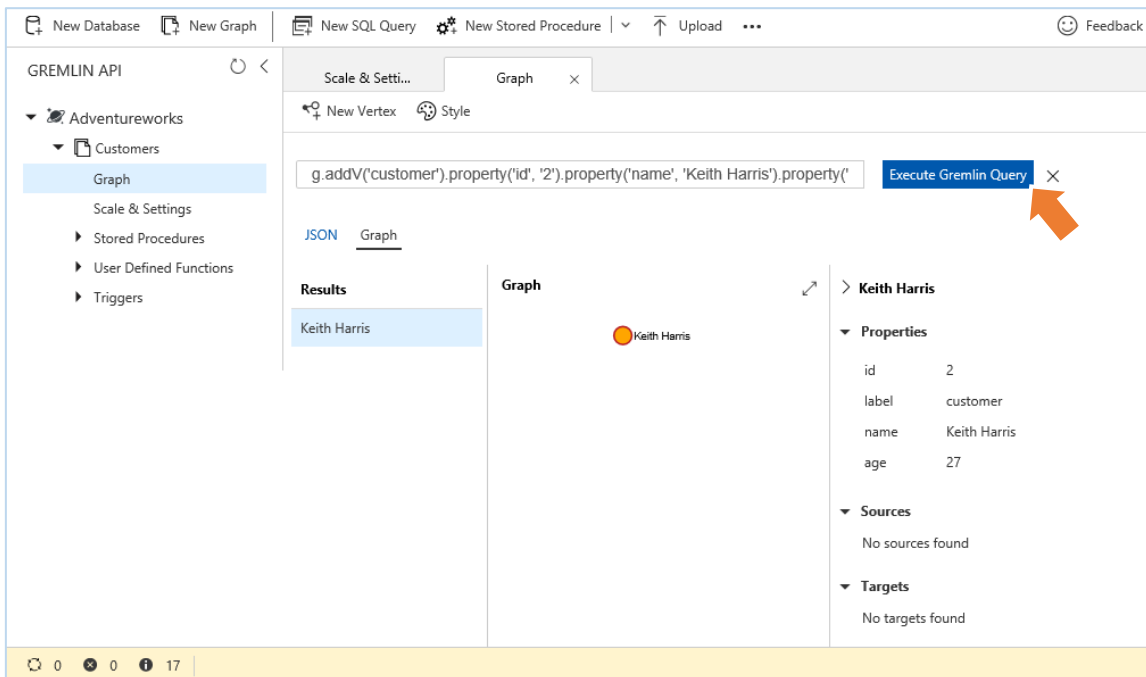 New Database New Graph New SQL Query New Stored Procedure Upload ••• Feedback
GREMLIN API
Adventureworks
Customers
Graph
Scale & Settings
Stored Procedures
User Defined Functions
Triggers
Scale & Setti... Graph
New Vertex Style
g.addV('customer').property('id', '2').property('name', 'Keith Harris').property('
Execute Gremlin Query
JSON Graph
Results
Keith Harris
Graph
Keith Harris
Keith Harris
Properties
id 2
label customer
name Keith Harris
age 27
Sources
No sources found
Targets
No targets found
0 0 17